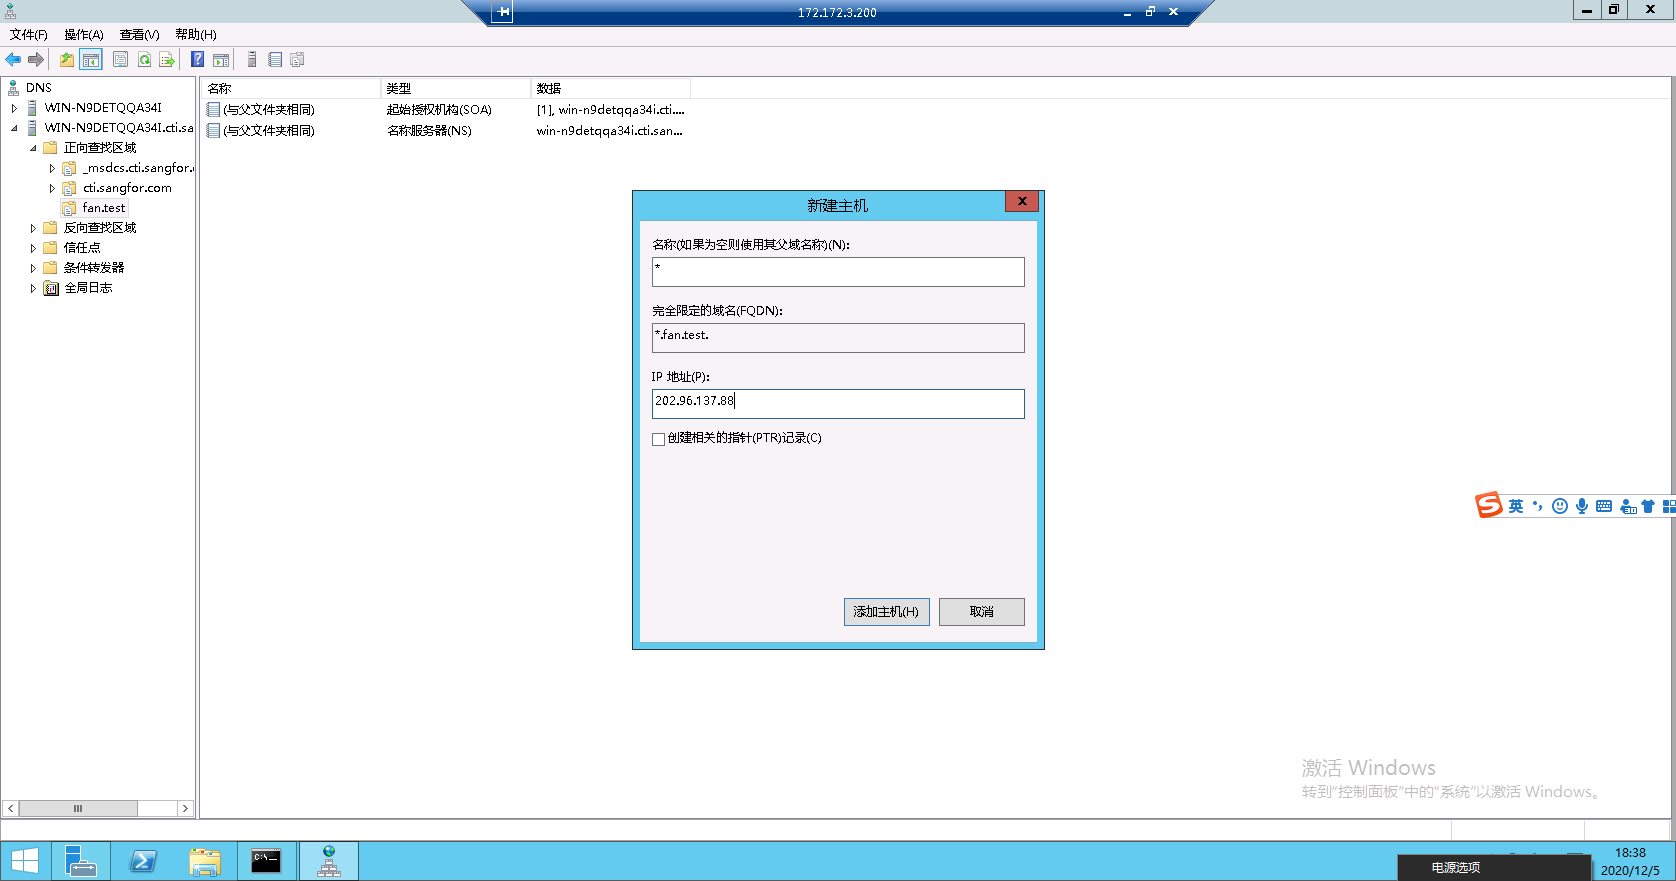 172.172.3.200
文件(F) 操作(A) 查看(V) 帮助(H)
DNS
WIN-N9DETQQA34I
WIN-N9DETQQA34I.cti.sa
正向查找区域
_msdcs.cti.sangfor.
cti.sangfor.com
fan.test
反向查找区域
信任点
条件转发器
全局日志
名称 类型 数据
(与父文件夹相同) 起始授权机构(SOA) [1], win-n9detqqa34i.cti....
(与父文件夹相同) 名称服务器(NS) win-n9detqqa34i.cti.san...
新建主机
名称(如果为空则使用其父域名称)(N):
*
完全限定的域名(FQDN):
*.fan.test.
IP 地址(P):
202.96.137.88
创建相关的指针(PTR)记录(C)
添加主机(H) 取消
英
激活 Windows
转到“控制面板”中的“系统”以激活 Windows。
C:\
电源选项
18:38
2020/12/5